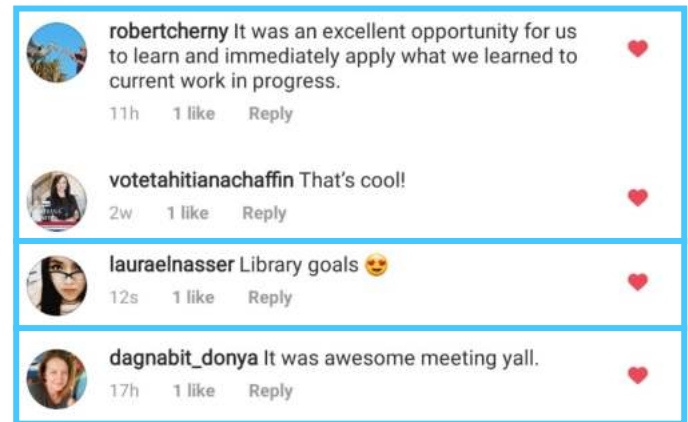 robertcherny It was an excellent opportunity for us
to learn and immediately apply what we learned to
current work in progress.
11h 1 like Reply
votetahitianachaffin That's cool!
2w 1 like Reply
lauraelnasser Library goals 😍
12s 1 like Reply
dagnabit_donya It was awesome meeting yall.
17h 1 like Reply